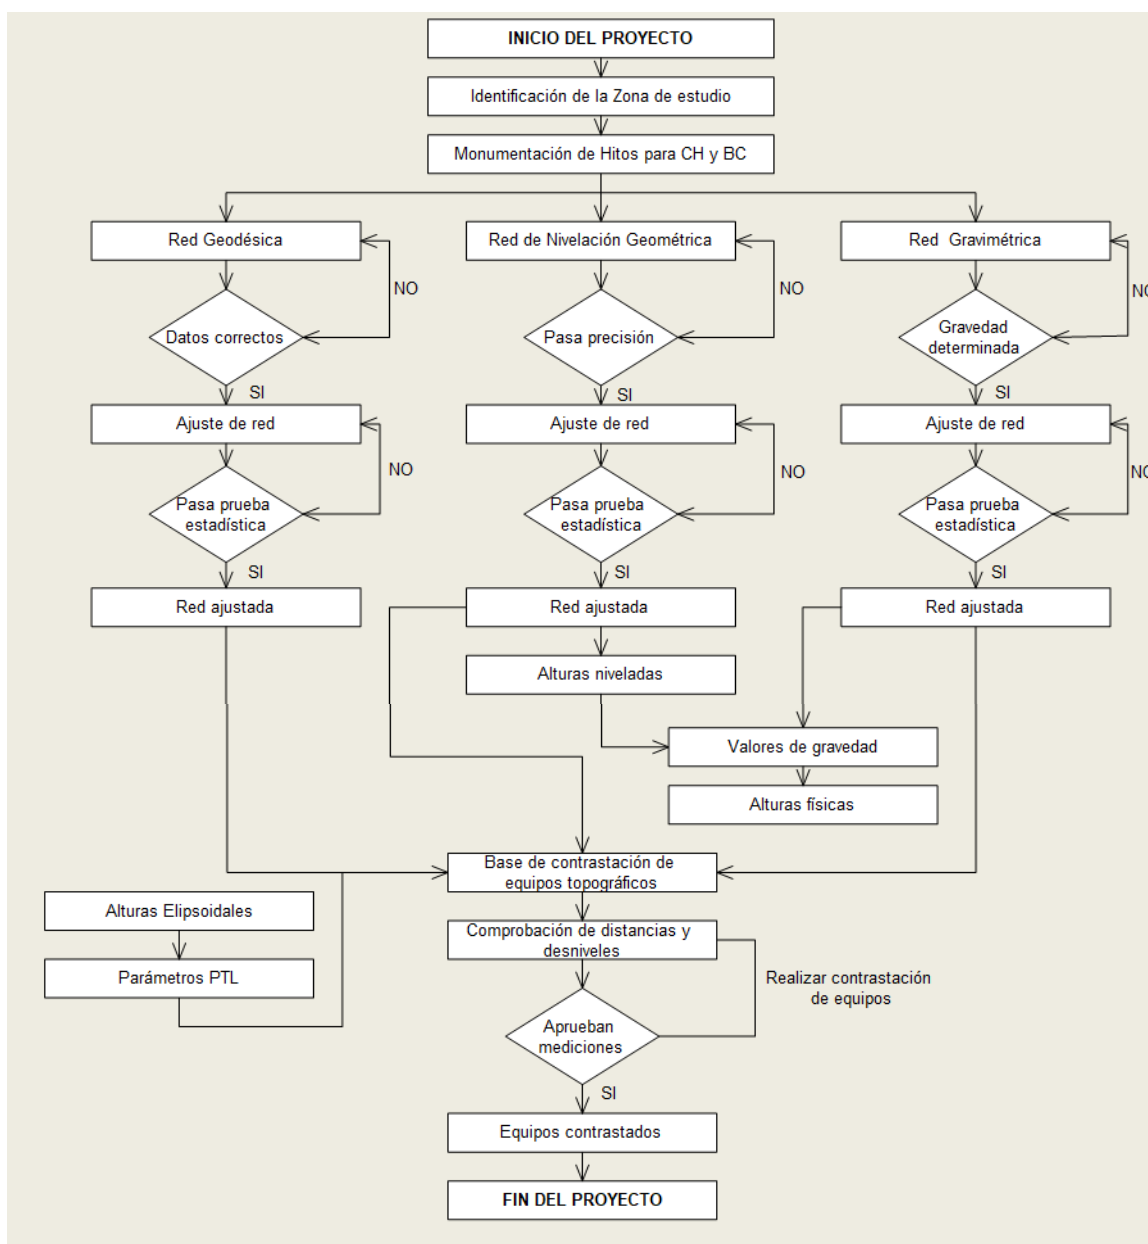 INICIO DEL PROYECTO
Identificación de la Zona de estudio
Monumentación de Hitos para CH y BC
Red Geodésica
Red de Nivelación Geométrica
Red Gravimétrica
NO
NO
NO
Datos correctos
Pasa precisión
Gravedad
determinada
SI
SI
SI
Ajuste de red
Ajuste de red
Ajuste de red
NO
NO
NO
Pasa prueba
estadística
Pasa prueba
estadística
Pasa prueba
estadística
SI
SI
SI
Red ajustada
Red ajustada
Red ajustada
Alturas niveladas
Valores de gravedad
Alturas físicas
Base de contrastación de
equipos topográficos
Alturas Elipsoidales
Parámetros PTL
Comprobación de distancias y
desniveles
Realizar contrastación
de equipos
Aprueban
mediciones
SI
Equipos contrastados
FIN DEL PROYECTO